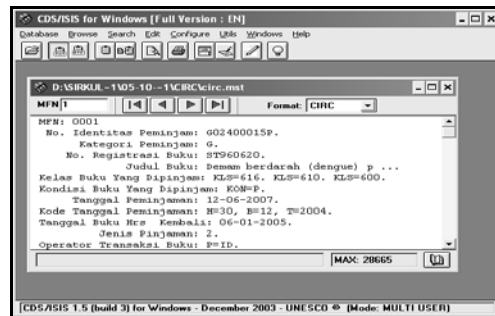 CDS/ISIS for Windows [Full Version : EN]
Database Browse Search Edit Configure Utils Windows Help
D:\SIRKUL~1\05-10-~1\CIRC\circ.mst
MFN 1 Format: CIRC
MFN: 0001
No. Identitas Peminjam: G02400015P.
Kategori Peminjam: G.
No. Registrasi Buku: ST960620.
Judul Buku: Demam berdarah (dengue) p ...
Kelas Buku Yang Dipinjam: KLS=616. KLS=610. KLS=600.
Kondisi Buku Yang Dipinjam: KON=P.
Tanggal Peminjaman: 12-06-2007.
Kode Tanggal Peminjaman: H=30, B=12, T=2004.
Tanggal Buku Hrs Kembali: 06-01-2005.
Jenis Pinjaman: 2.
Operator Transaksi Buku: P=ID.
MAX: 28665
[CDS/ISIS 1.5 (build 3) for Windows - December 2003 - UNESCO © (Mode: MULTI USER)